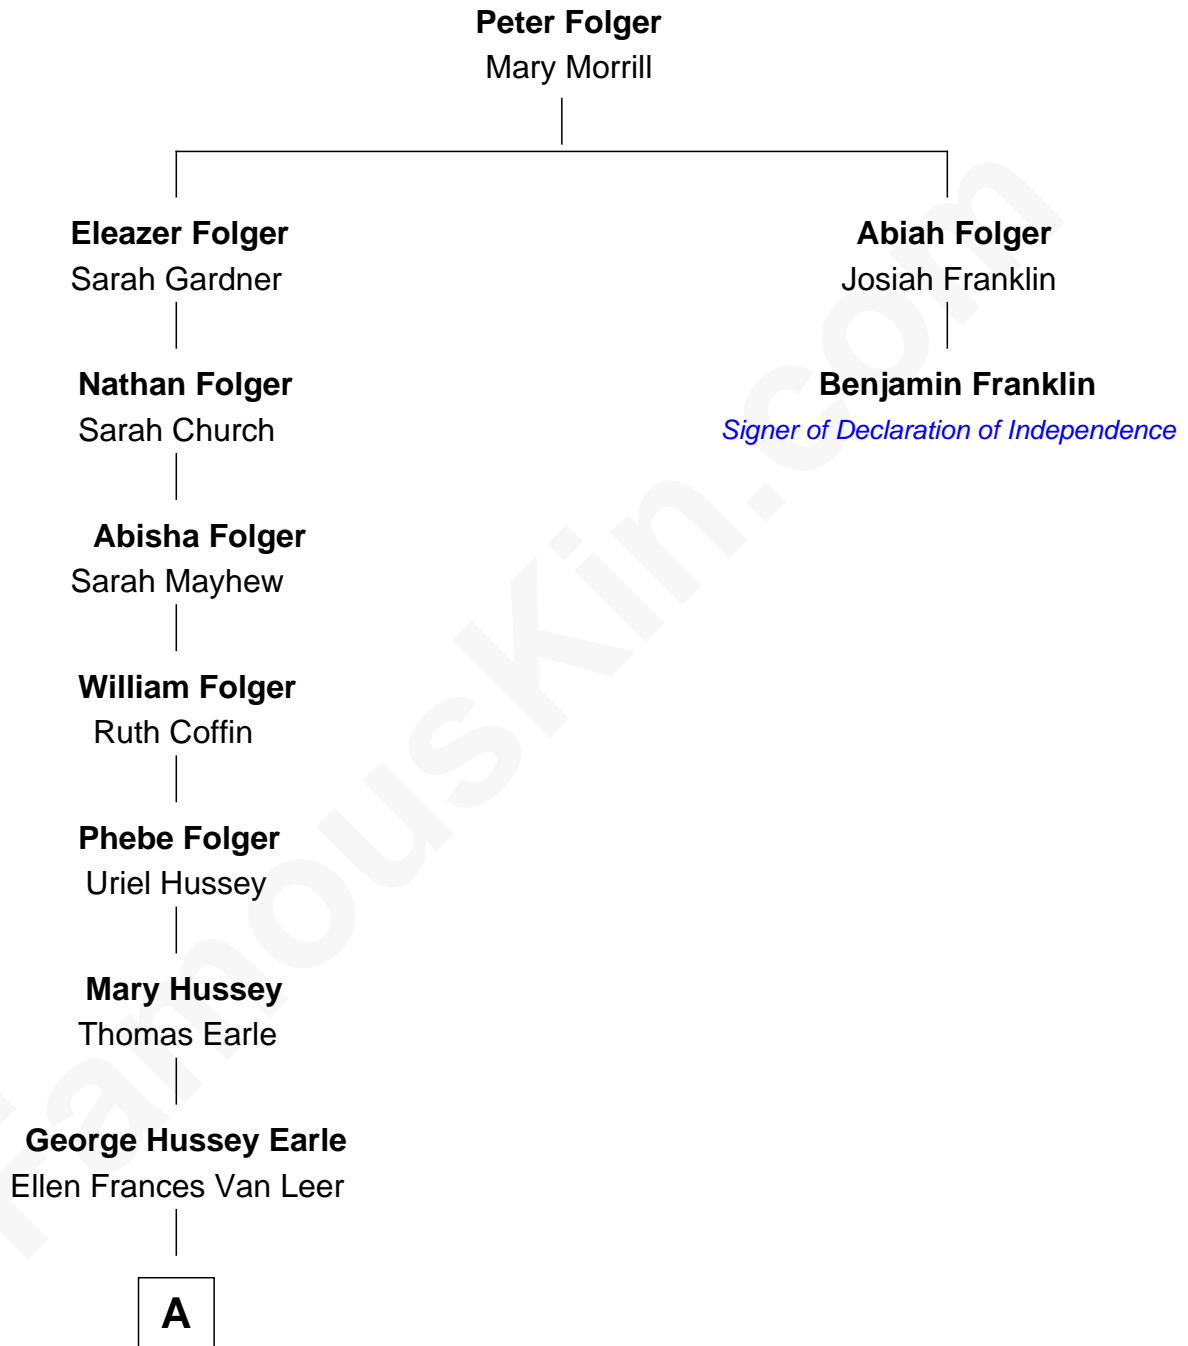 Peter Folger
Mary Morrill
Eleazer Folger
Sarah Gardner
Abiah Folger
Josiah Franklin
Nathan Folger
Sarah Church
Benjamin Franklin
Signer of Declaration of Independence
Abisha Folger
Sarah Mayhew
William Folger
Ruth Coffin
Phebe Folger
Uriel Hussey
Mary Hussey
Thomas Earle
George Hussey Earle
Ellen Frances Van Leer
A
FamousKin.com